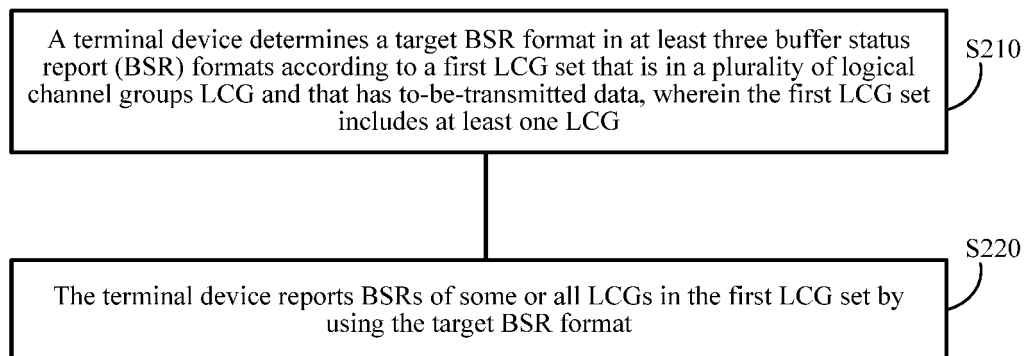 A terminal device determines a target BSR format in at least three buffer status
report (BSR) formats according to a first LCG set that is in a plurality of logical
channel groups LCG and that has to-be-transmitted data, wherein the first LCG set
includes at least one LCG
S210
S220
The terminal device reports BSRs of some or all LCGs in the first LCG set by
using the target BSR format